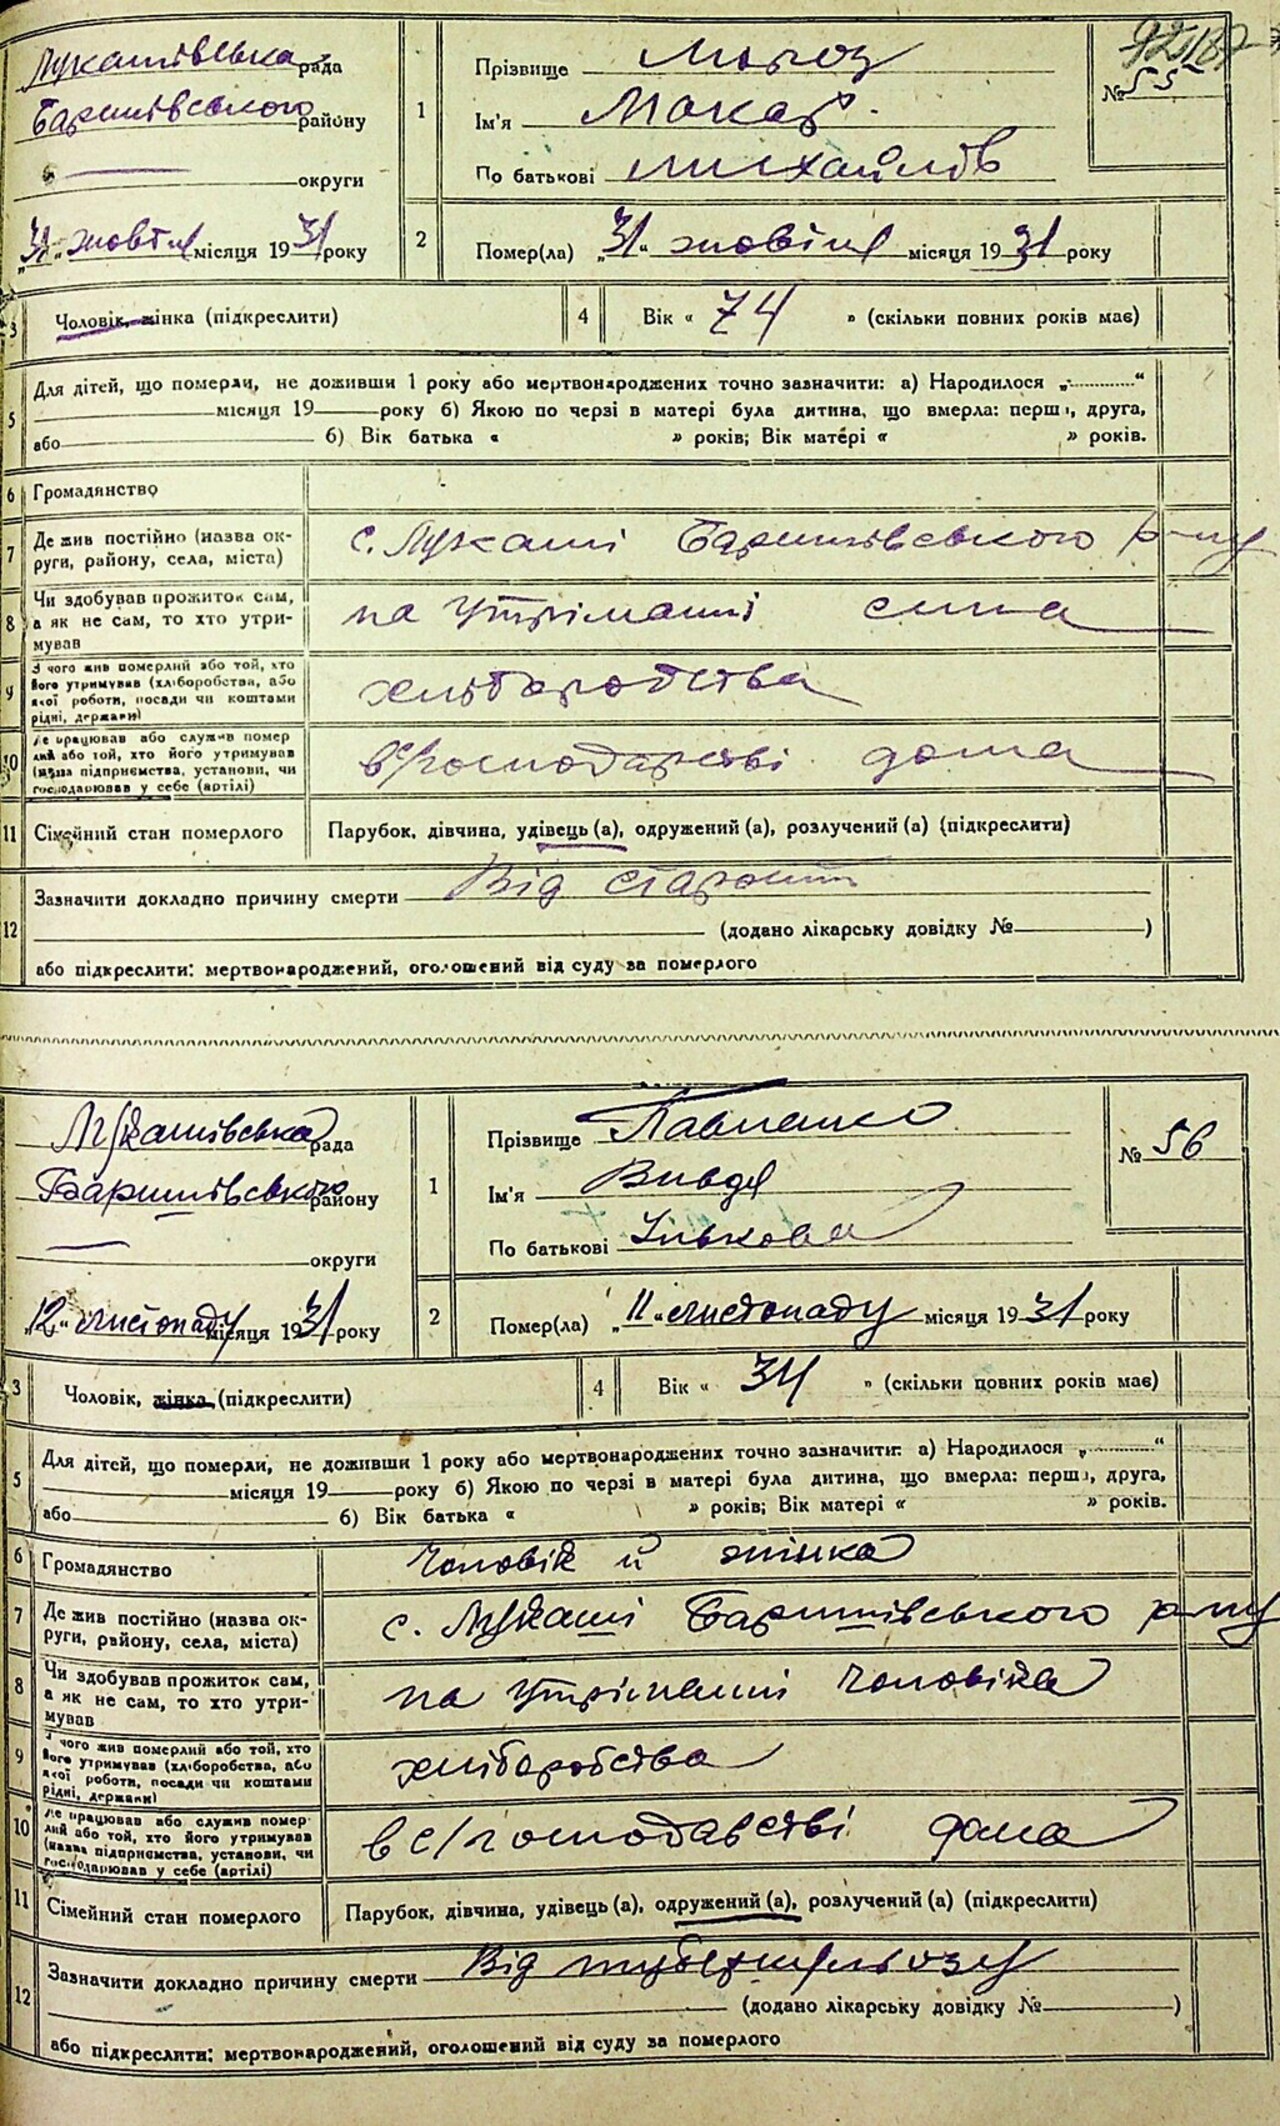 Лукашівська рада
Баришівського району
округи
„31“ жовтня місяця 1931 року
1
Прізвище Мороз
Ім'я Макар
По батькові Михайлів
№ 55
2
Помер(ла) „31“ жовтня місяця 1931 року
3
Чоловік, жінка (підкреслити)
4
Вік « 74 » (скільки повних років має)
5
Для дітей, що померли, не доживши 1 року або мертвонароджених точно зазначити: а) Народилося „ “
місяця 19 року б) Якою по черзі в матері була дитина, що вмерла: перша, друга,
або б) Вік батька « » років; Вік матері « » років.
6
Громадянство
7
Де жив постійно (назва ок-
руги, району, села, міста)
с. Лукаші Баришівського р-ну
8
Чи здобував прожиток сам,
а як не сам, то хто утри-
мував
на утріманні сина
9
З чого жив померлий або той, хто
його утримував (хліборобства, або
якої роботи, посади чи коштами
рідні, держави)
хліборобства
10
Де працював або служив помер
лий або той, хто його утримував
(назва підприємства, установи, чи
господарював у себе (артілі)
в с/господарстві дома
11
Сімейний стан померлого
Парубок, дівчина, удівець (а), одружений (а), розлучений (а) (підкреслити)
12
Зазначити докладно причину смерти Від старости
(додано лікарську довідку № )
або підкреслити: мертвонароджений, оголошений від суду за померлого
Лукашівська рада
Баришівського району
округи
„12“ листопаду місяця 1931 року
1
Прізвище Павленко
Ім'я Вивдя
По батькові
№ 56
2
Помер(ла) „11“ листопаду місяця 1931 року
3
Чоловік, жінка (підкреслити)
4
Вік « 34 » (скільки повних років має)
5
Для дітей, що померли, не доживши 1 року або мертвонароджених точно зазначити: а) Народилося „ “
місяця 19 року б) Якою по черзі в матері була дитина, що вмерла: перша, друга,
або б) Вік батька « » років; Вік матері « » років.
6
Громадянство
Чоловік й жінка
7
Де жив постійно (назва ок-
руги, району, села, міста)
с. Лукаші Баришівського р-ну
8
Чи здобував прожиток сам,
а як не сам, то хто утри-
мував
на утріманні чоловіка
9
З чого жив померлий або той, хто
його утримував (хліборобства, або
якої роботи, посади чи коштами
рідні, держави)
хліборобства
10
Де працював або служив помер
лий або той, хто його утримував
(назва підприємства, установи, чи
господарював у себе (артілі)
в с/господарстві дома
11
Сімейний стан померлого
Парубок, дівчина, удівець (а), одружений (а), розлучений (а) (підкреслити)
12
Зазначити докладно причину смерти Від туберкульозу
(додано лікарську довідку № )
або підкреслити: мертвонароджений, оголошений від суду за померлого